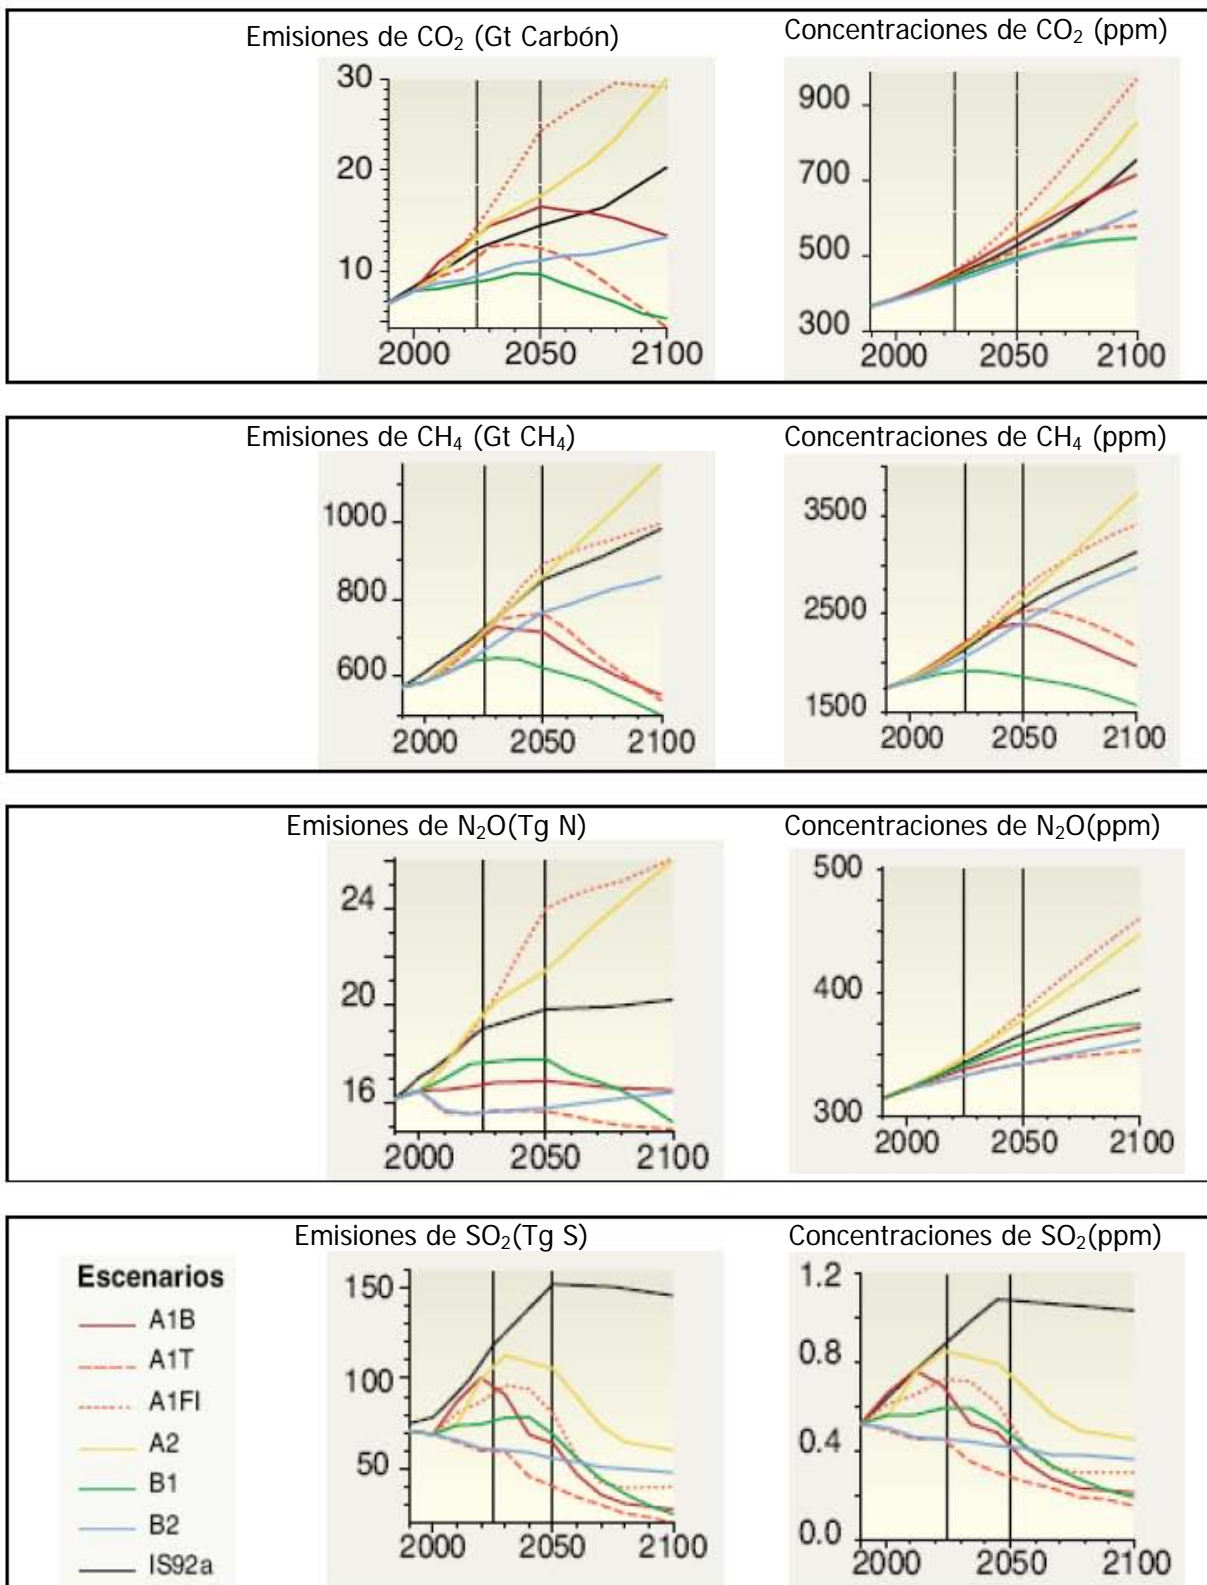 Emisiones de CO₂ (Gt Carbón)
Concentraciones de CO₂ (ppm)
30
20
10
2000 2050 2100
900
700
500
300
2000 2050 2100
Emisiones de CH₄ (Gt CH₄)
Concentraciones de CH₄ (ppm)
1000
800
600
2000 2050 2100
3500
2500
1500
2000 2050 2100
Emisiones de N₂O(Tg N)
Concentraciones de N₂O(ppm)
24
20
16
2000 2050 2100
500
400
300
2000 2050 2100
Emisiones de SO₂(Tg S)
Concentraciones de SO₂(ppm)
Escenarios
A1B
A1T
A1FI
A2
B1
B2
IS92a
150
100
50
2000 2050 2100
1.2
0.8
0.4
0.0
2000 2050 2100